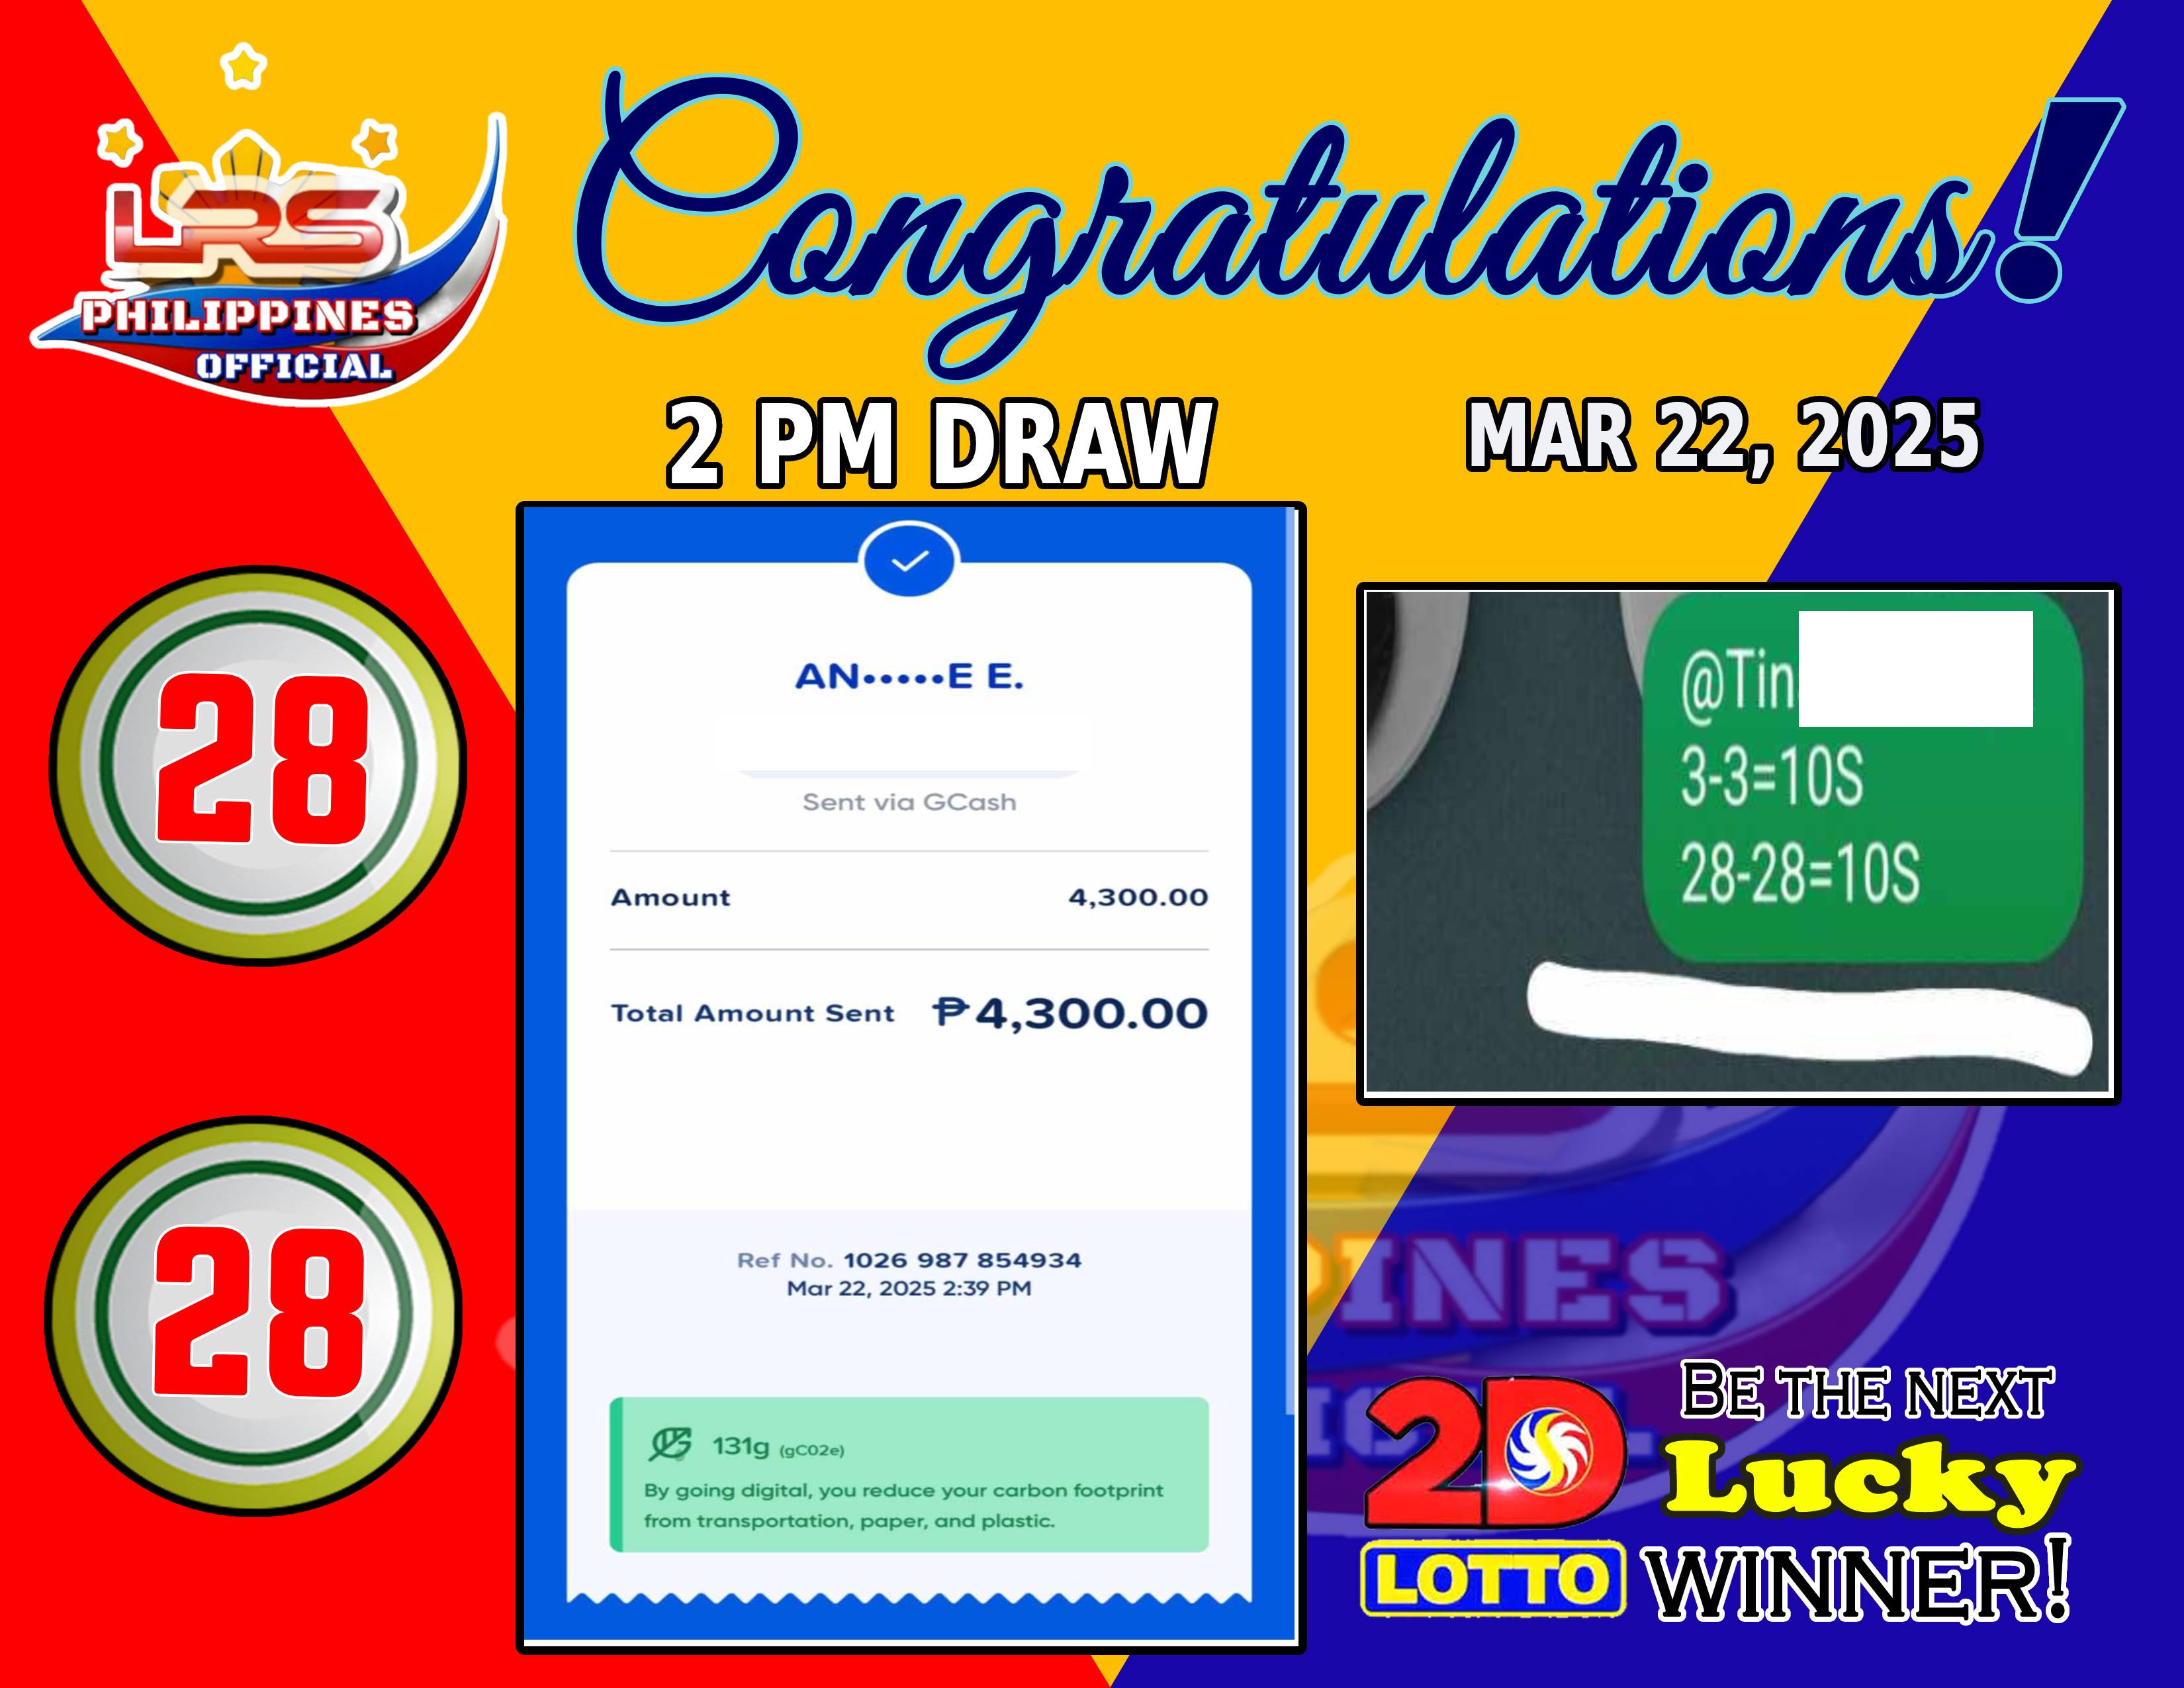 LRS
PHILIPPINES
OFFICIAL
Congratulations!
2 PM DRAW
MAR 22, 2025
28
28
AN•••••E E.
Sent via GCash
Amount 4,300.00
Total Amount Sent ₱4,300.00
Ref No. 1026 987 854934
Mar 22, 2025 2:39 PM
131g (gC02e)
By going digital, you reduce your carbon footprint
from transportation, paper, and plastic.
@Tin
3-3=10S
28-28=10S
PINES
2D
LOTTO
BE THE NEXT
Lucky
WINNER!